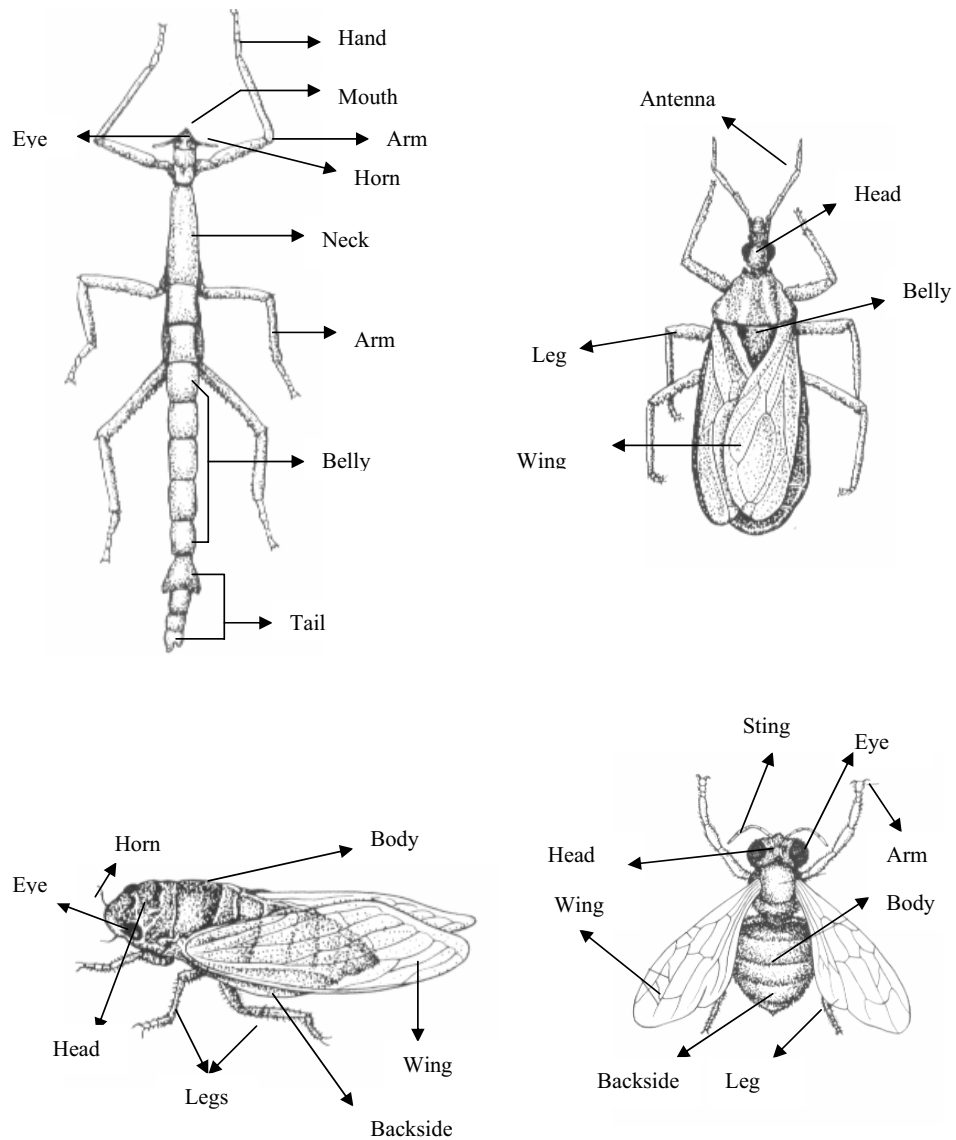 Hand
Mouth
Eye
Arm
Horn
Neck
Arm
Belly
Tail
Antenna
Head
Belly
Leg
Wing
Horn
Body
Eye
Head
Legs
Wing
Backside
Sting
Eye
Head
Arm
Wing
Body
Backside
Leg